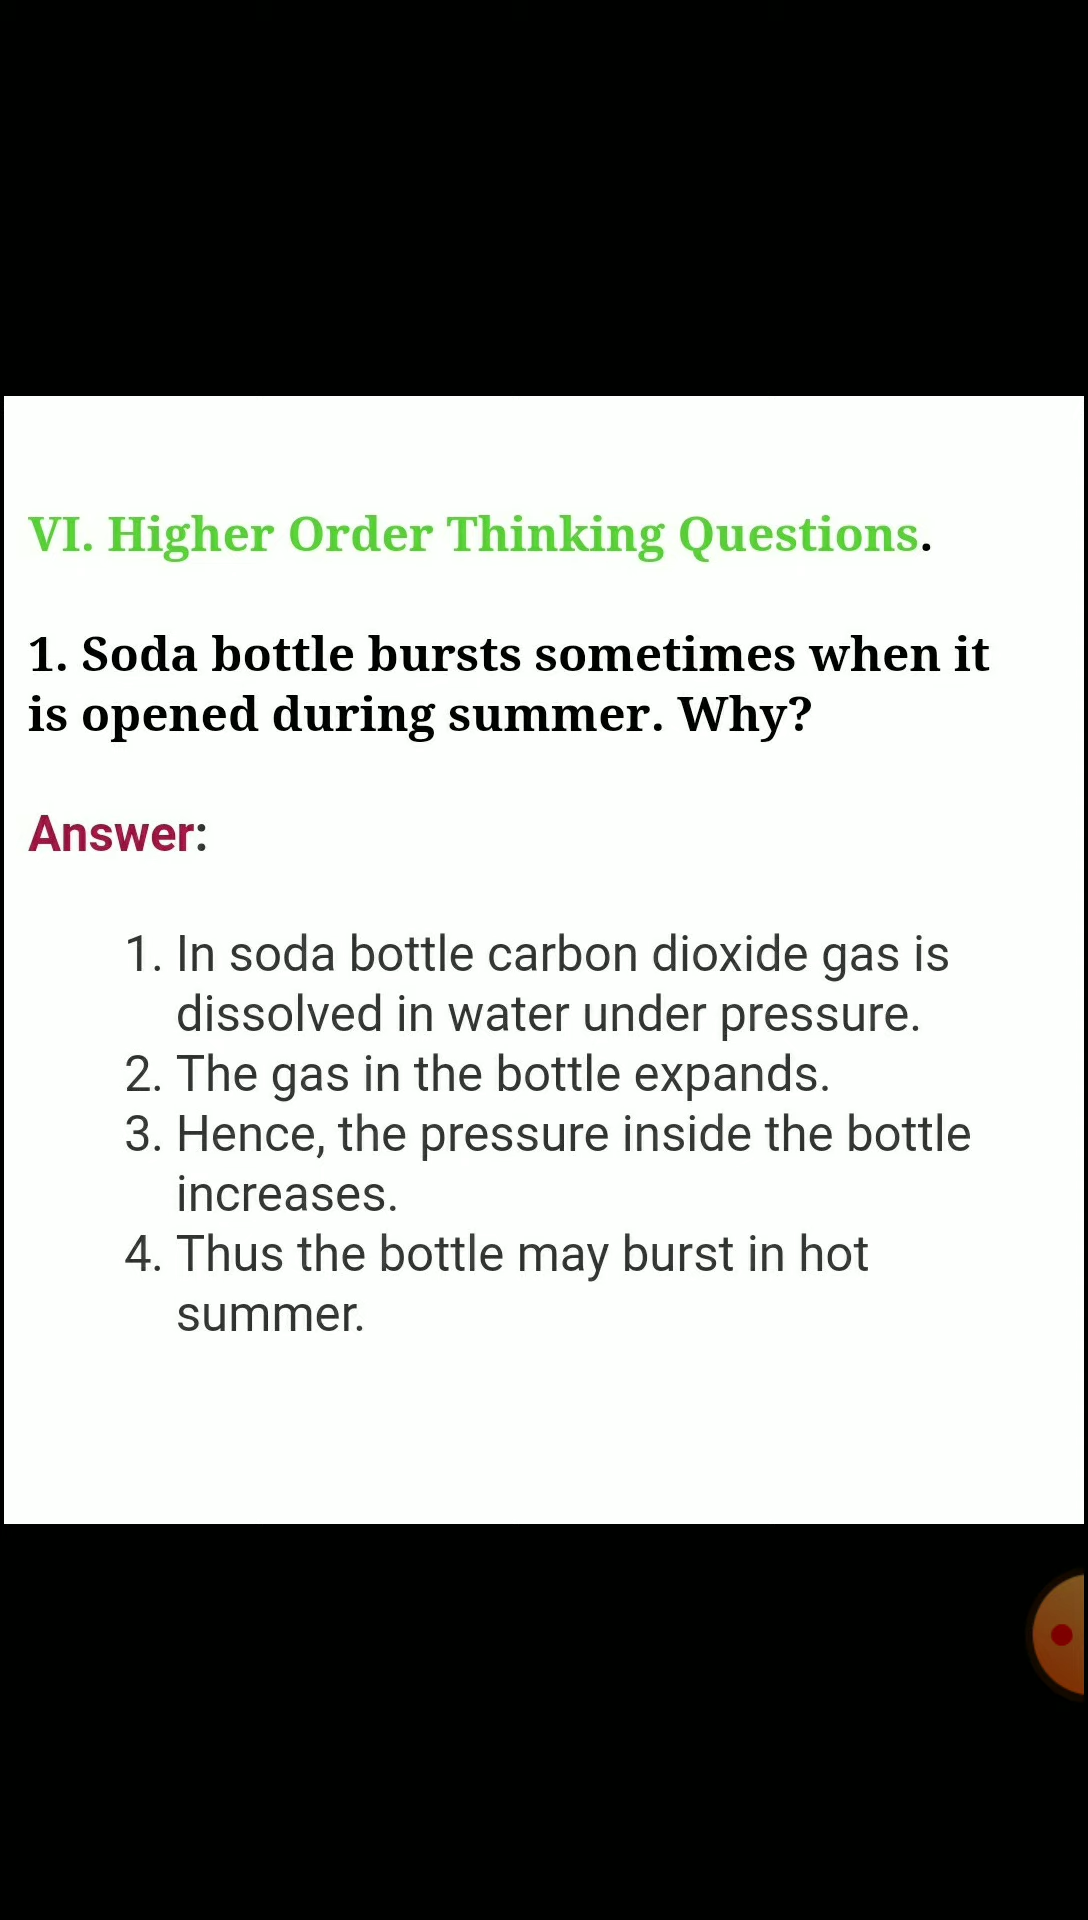 VI. Higher Order Thinking Questions.
1. Soda bottle bursts sometimes when it
is opened during summer. Why?
Answer:
1. In soda bottle carbon dioxide gas is
dissolved in water under pressure.
2. The gas in the bottle expands.
3. Hence, the pressure inside the bottle
increases.
4. Thus the bottle may burst in hot
summer.